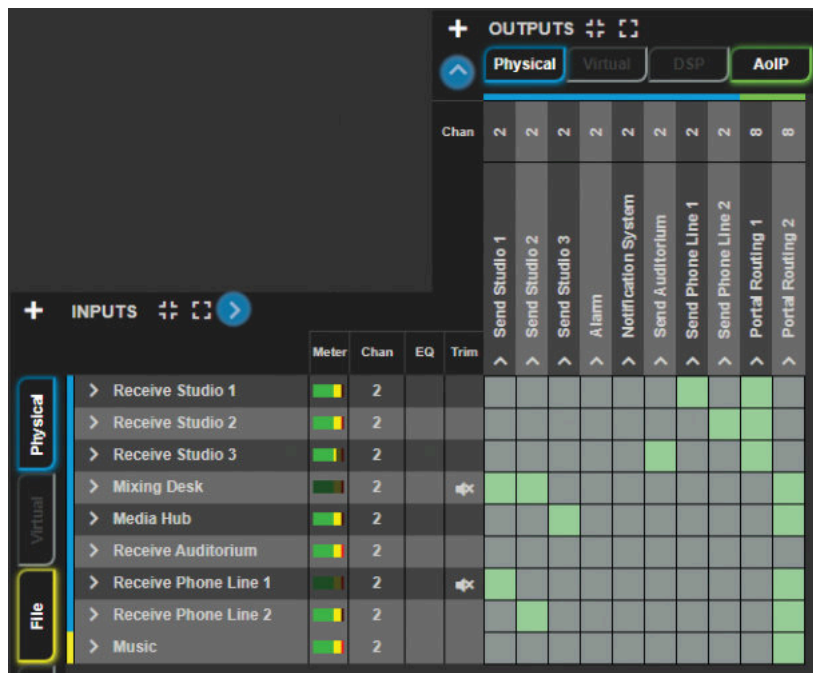 OUTPUTS
Physical Virtual DSP AoIP
Chan 2 2 2 2 2 2 2 2 8 8
Send Studio 1
Send Studio 2
Send Studio 3
Alarm
Notification System
Send Auditorium
Send Phone Line 1
Send Phone Line 2
Portal Routing 1
Portal Routing 2
INPUTS
Meter Chan EQ Trim
Physical
Virtual
File
Receive Studio 1 2
Receive Studio 2 2
Receive Studio 3 2
Mixing Desk 2
Media Hub 2
Receive Auditorium 2
Receive Phone Line 1 2
Receive Phone Line 2 2
Music 2